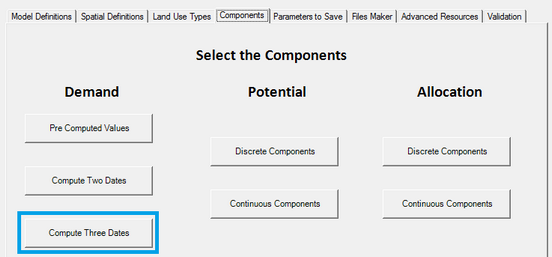 Model Definitions Spatial Definitions Land Use Types Components Parameters to Save Files Maker Advanced Resources Validation
Select the Components
Demand Potential Allocation
Pre Computed Values
Discrete Components Discrete Components
Compute Two Dates
Continuous Components Continuous Components
Compute Three Dates